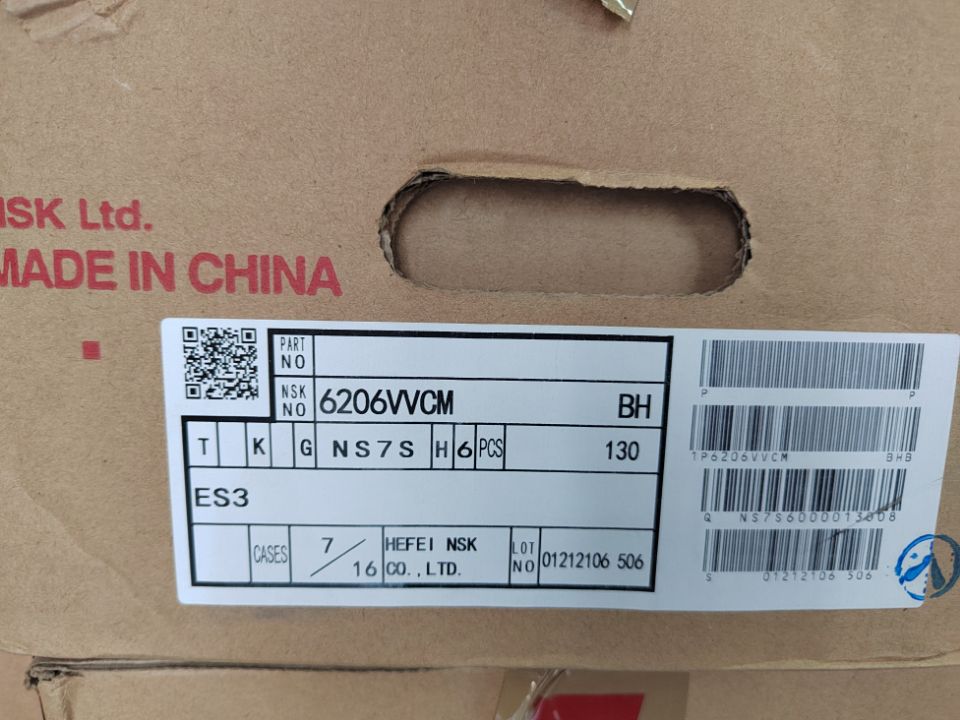 NSK Ltd.
MADE IN CHINA
PART NO
NSK NO 6206VVCM BH
T K G NS7S H 6 PCS 130
ES3
CASES 7/16 HEFEI NSK CO.,LTD. LOT NO 01212106 506
P P
1P6206VVCM BHB
Q NS7S60000013008
S 01212106 506